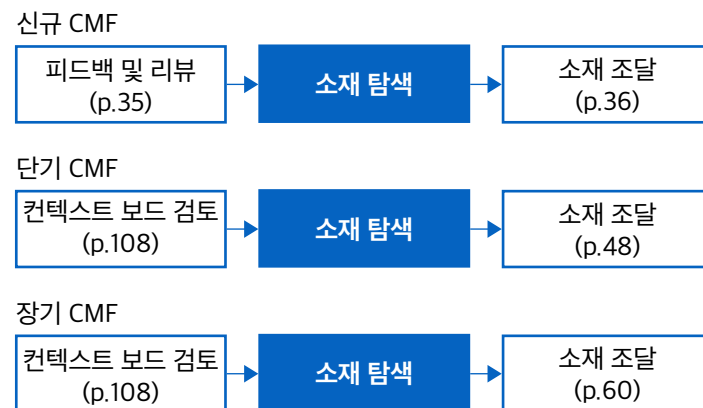 신규 CMF
피드백 및 리뷰
(p.35)
소재 탐색
소재 조달
(p.36)
단기 CMF
컨텍스트 보드 검토
(p.108)
소재 탐색
소재 조달
(p.48)
장기 CMF
컨텍스트 보드 검토
(p.108)
소재 탐색
소재 조달
(p.60)